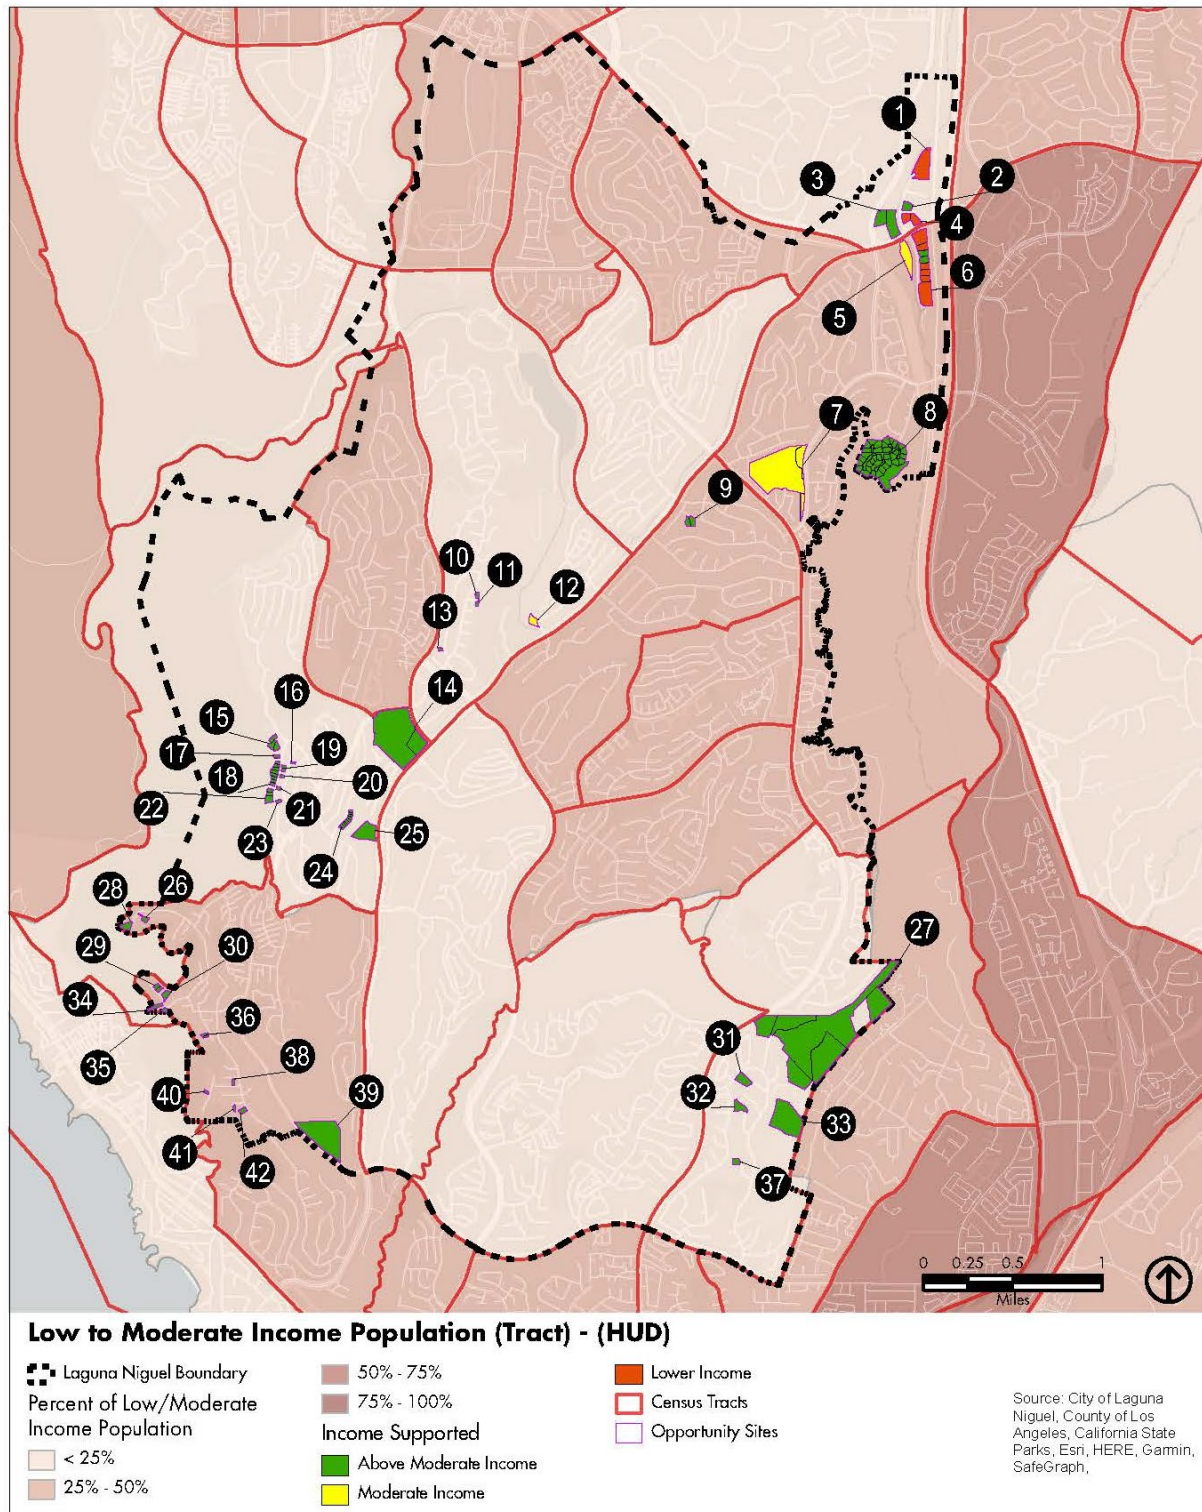 1
2
3
4
5
6
7
8
9
10
11
12
13
14
16
15
17
19
18
20
22
21
23
24
25
26
28
27
29
30
34
36
35
31
38
32
40
39
33
41
42
37
0 0.25 0.5 1
Miles
Low to Moderate Income Population (Tract) - (HUD)
Laguna Niguel Boundary
Percent of Low/Moderate
Income Population
< 25%
25% - 50%
50% - 75%
75% - 100%
Income Supported
Above Moderate Income
Moderate Income
Lower Income
Census Tracts
Opportunity Sites
Source: City of Laguna
Niguel, County of Los
Angeles, California State
Parks, Esri, HERE, Garmin,
SafeGraph,